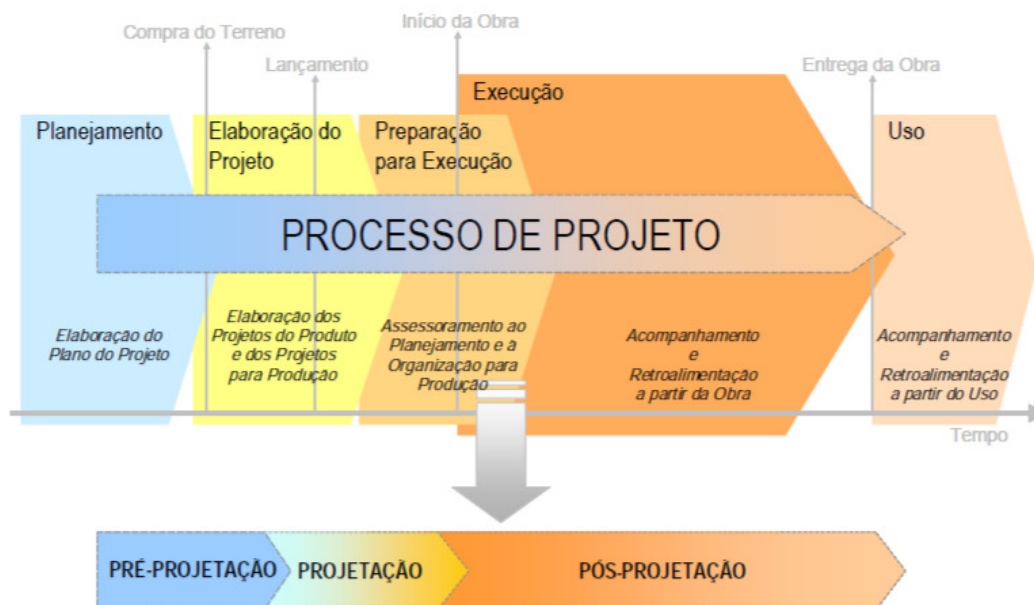 Início da Obra
Compra do Terreno
Lançamento
Entrega da Obra
Planejamento
Elaboração do
Projeto
Preparação
para Execução
Execução
Uso
PROCESSO DE PROJETO
Elaboração do
Plano do Projeto
Elaboração dos
Projetos do Produto
e dos Projetos
para Produção
Assessoramento ao
Planejamento e à
Organização para
Produção
Acompanhamento
e
Retroalimentação
a partir da Obra
Acompanhamento
e
Retroalimentação
a partir do Uso
Tempo
PRÉ-PROJETAÇÃO
PROJETAÇÃO
PÓS-PROJETAÇÃO